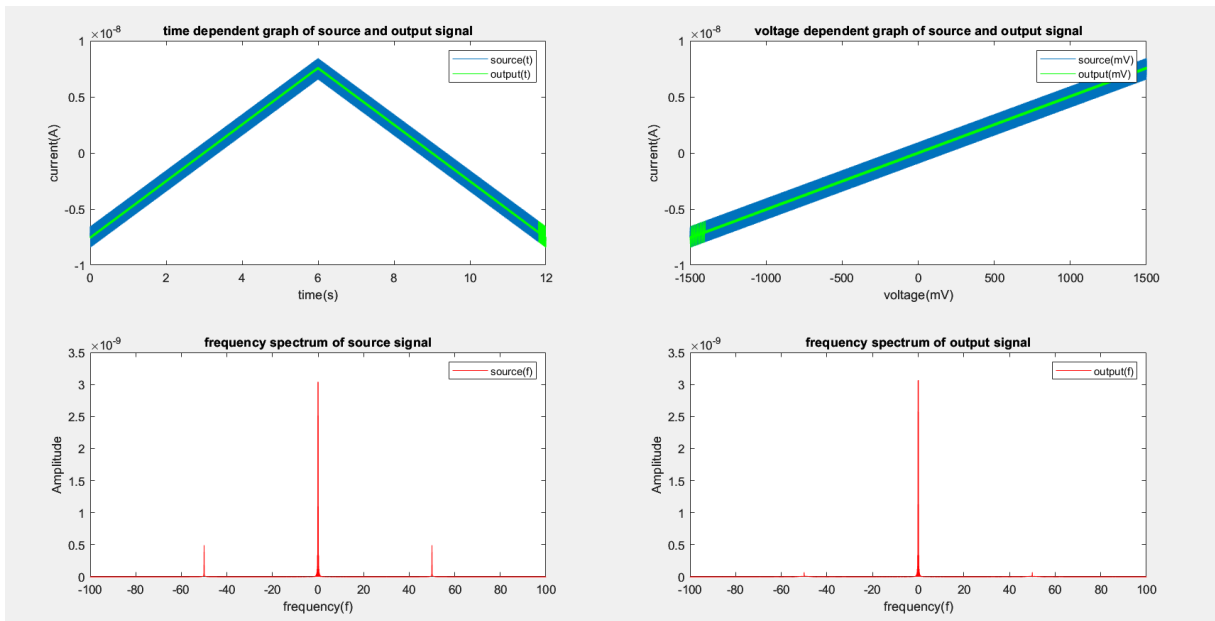 time dependent graph of source and output signal
×10⁻⁸
1
0.5
0
-0.5
-1
current(A)
source(t)
output(t)
0 2 4 6 8 10 12
time(s)
voltage dependent graph of source and output signal
×10⁻⁸
1
0.5
0
-0.5
-1
current(A)
source(mV)
output(mV)
-1500 -1000 -500 0 500 1000 1500
voltage(mV)
frequency spectrum of source signal
×10⁻⁹
3.5
3
2.5
2
1.5
1
0.5
0
Amplitude
source(f)
-100 -80 -60 -40 -20 0 20 40 60 80 100
frequency(f)
frequency spectrum of output signal
×10⁻⁹
3.5
3
2.5
2
1.5
1
0.5
0
Amplitude
output(f)
-100 -80 -60 -40 -20 0 20 40 60 80 100
frequency(f)